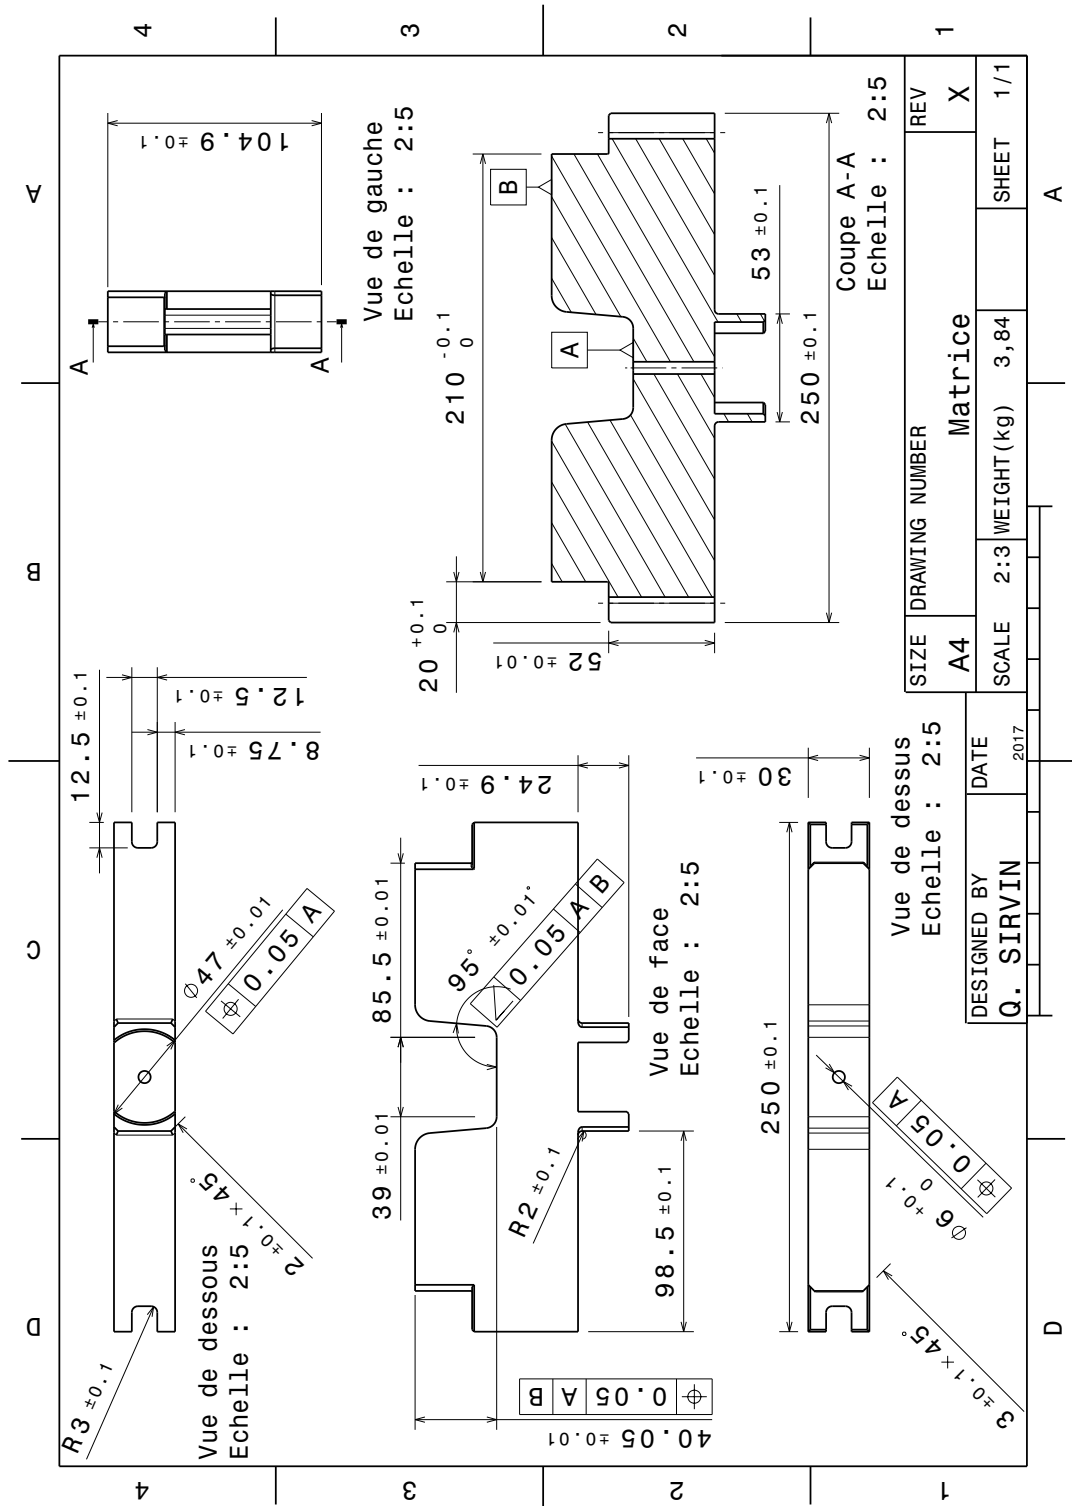 D
C
B
A
4
3
2
1
4
3
2
1
D
A
R3 ±0.1
12.5 ±0.1
12.5 ±0.1
8.75 ±0.1
⌀47 ±0.01
⌖ 0.05 A
2 ±0.1 × 45°
Vue de dessous
Echelle : 2:5
A
A
104.9 ±0.1
Vue de gauche
Echelle : 2:5
39 ±0.01
85.5 ±0.01
95° ±0.01°
0.05 A B
24.9 ±0.1
R2 ±0.1
98.5 ±0.1
40.05 ±0.01
⌖ 0.05 A B
Vue de face
Echelle : 2:5
20 +0.1 0
210 -0.1 0
52 ±0.01
A
B
53 ±0.1
250 ±0.1
Coupe A-A
Echelle : 2:5
250 ±0.1
30 ±0.1
⌀6 +0.1 0
⌖ 0.05 A
3 ±0.1 × 45°
Vue de dessus
Echelle : 2:5
DESIGNED BY
Q. SIRVIN
DATE
2017
SIZE
A4
DRAWING NUMBER
Matrice
REV
X
SCALE 2:3
WEIGHT(kg) 3,84
SHEET 1/1